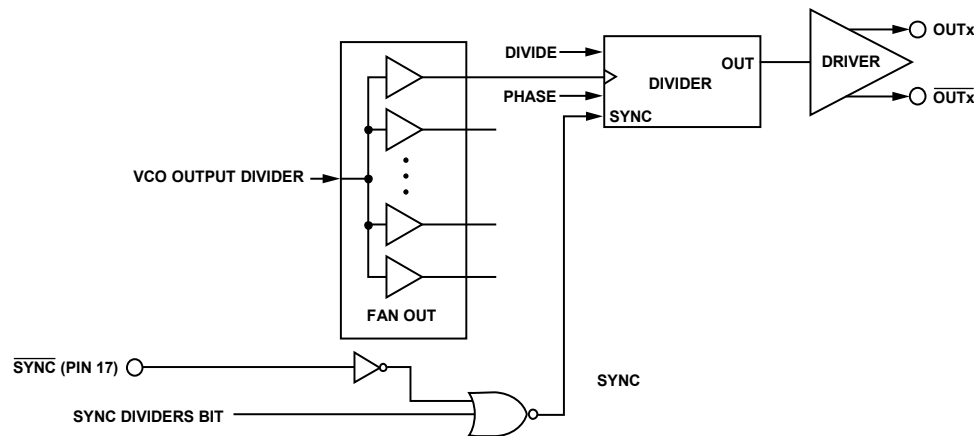 OUTx
DIVIDE
OUT
DRIVER
DIVIDER
PHASE
OUTx
SYNC
VCO OUTPUT DIVIDER
FAN OUT
SYNC (PIN 17)
SYNC
SYNC DIVIDERS BIT